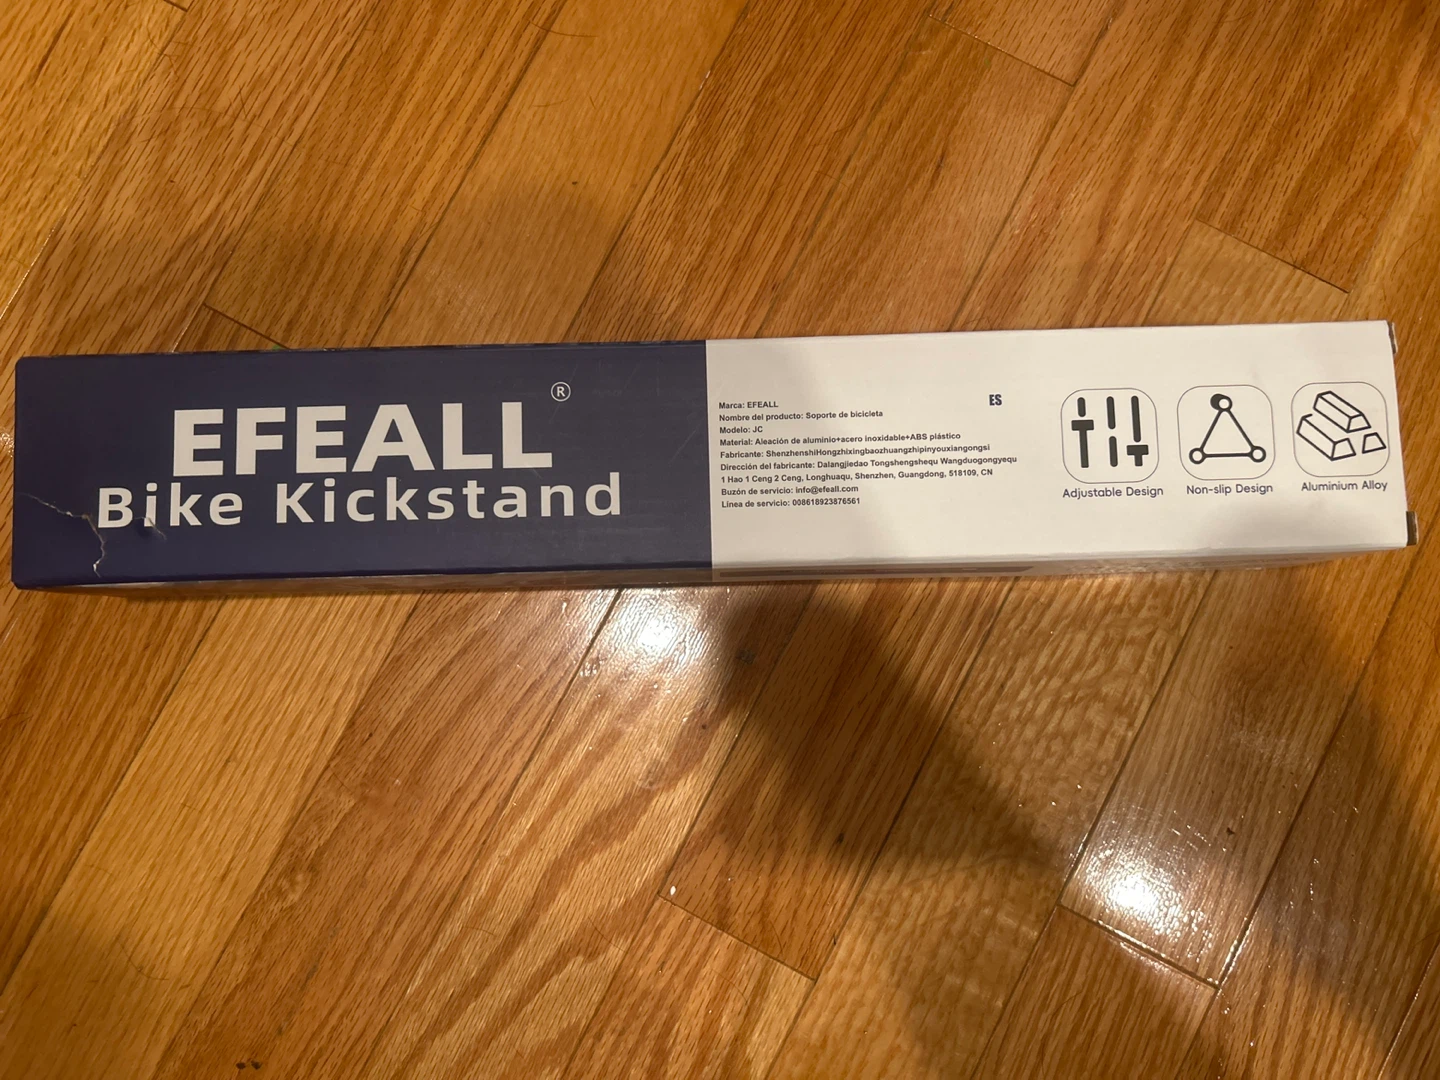 EFEALL®
Bike Kickstand
Marca: EFEALL
ES
Nombre del producto: Soporte de bicicleta
Modelo: JC
Material: Aleación de aluminio+acero inoxidable+ABS plástico
Fabricante: ShenzhenshiHongzhixingbaozhuangzhipinyouxiangongsi
Dirección del fabricante: Dalangjiedao Tongshengshequ Wangduogongyequ
1 Hao 1 Ceng 2 Ceng, Longhuaqu, Shenzhen, Guangdong, 518109, CN
Buzón de servicio: info@efeall.com
Línea de servicio: 008618923876561
Adjustable Design
Non-slip Design
Aluminium Alloy